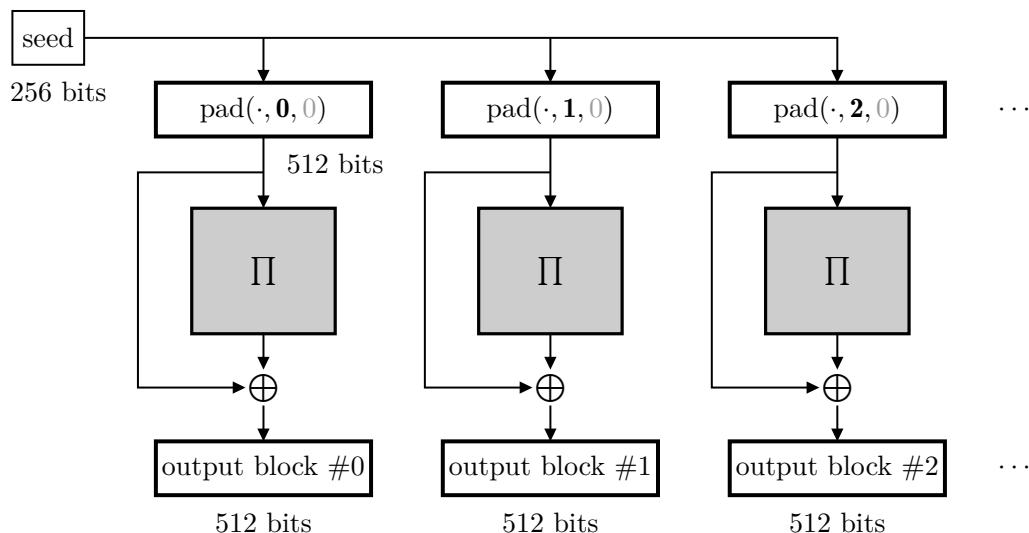 seed
256 bits
pad(·, 0, 0) pad(·, 1, 0) pad(·, 2, 0) ···
512 bits
Π Π Π
output block #0 output block #1 output block #2 ···
512 bits 512 bits 512 bits